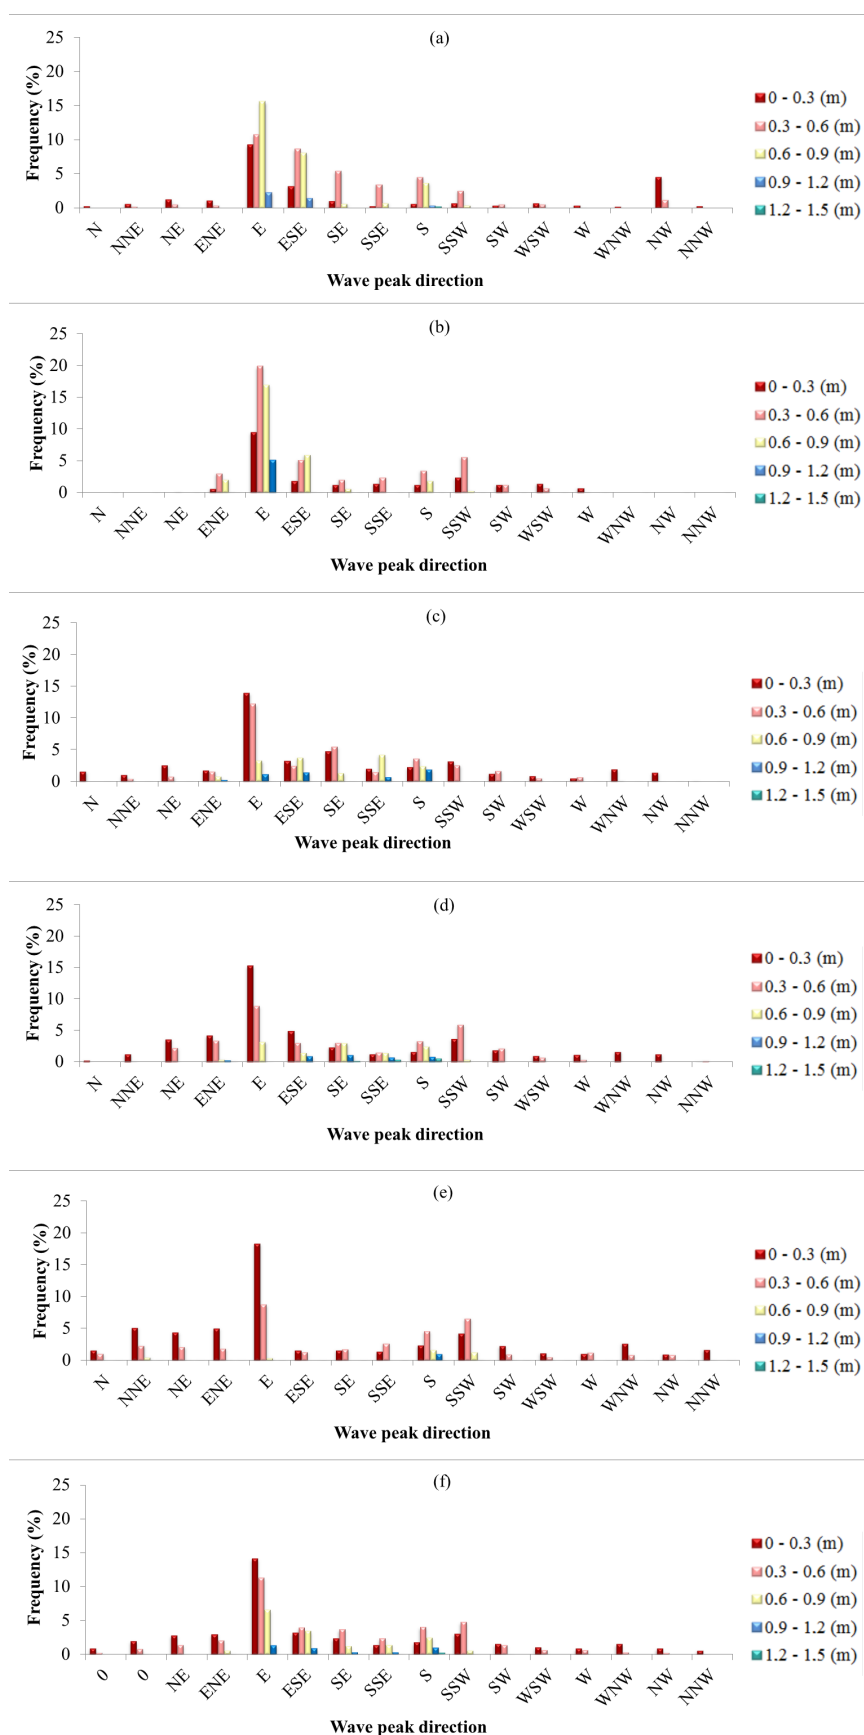 (a)
Frequency (%)
25
20
15
10
5
0
N NNE NE ENE E ESE SE SSE S SSW SW WSW W WNW NW NNW
Wave peak direction
0 - 0.3 (m)
0.3 - 0.6 (m)
0.6 - 0.9 (m)
0.9 - 1.2 (m)
1.2 - 1.5 (m)
(b)
Frequency (%)
25
20
15
10
5
0
N NNE NE ENE E ESE SE SSE S SSW SW WSW W WNW NW NNW
Wave peak direction
0 - 0.3 (m)
0.3 - 0.6 (m)
0.6 - 0.9 (m)
0.9 - 1.2 (m)
1.2 - 1.5 (m)
(c)
Frequency (%)
25
20
15
10
5
0
N NNE NE ENE E ESE SE SSE S SSW SW WSW W WNW NW NNW
Wave peak direction
0 - 0.3 (m)
0.3 - 0.6 (m)
0.6 - 0.9 (m)
0.9 - 1.2 (m)
1.2 - 1.5 (m)
(d)
Frequency (%)
25
20
15
10
5
0
N NNE NE ENE E ESE SE SSE S SSW SW WSW W WNW NW NNW
Wave peak direction
0 - 0.3 (m)
0.3 - 0.6 (m)
0.6 - 0.9 (m)
0.9 - 1.2 (m)
1.2 - 1.5 (m)
(e)
Frequency (%)
25
20
15
10
5
0
N NNE NE ENE E ESE SE SSE S SSW SW WSW W WNW NW NNW
Wave peak direction
0 - 0.3 (m)
0.3 - 0.6 (m)
0.6 - 0.9 (m)
0.9 - 1.2 (m)
1.2 - 1.5 (m)
(f)
Frequency (%)
25
20
15
10
5
0
0 0 NE ENE E ESE SE SSE S SSW SW WSW W WNW NW NNW
Wave peak direction
0 - 0.3 (m)
0.3 - 0.6 (m)
0.6 - 0.9 (m)
0.9 - 1.2 (m)
1.2 - 1.5 (m)